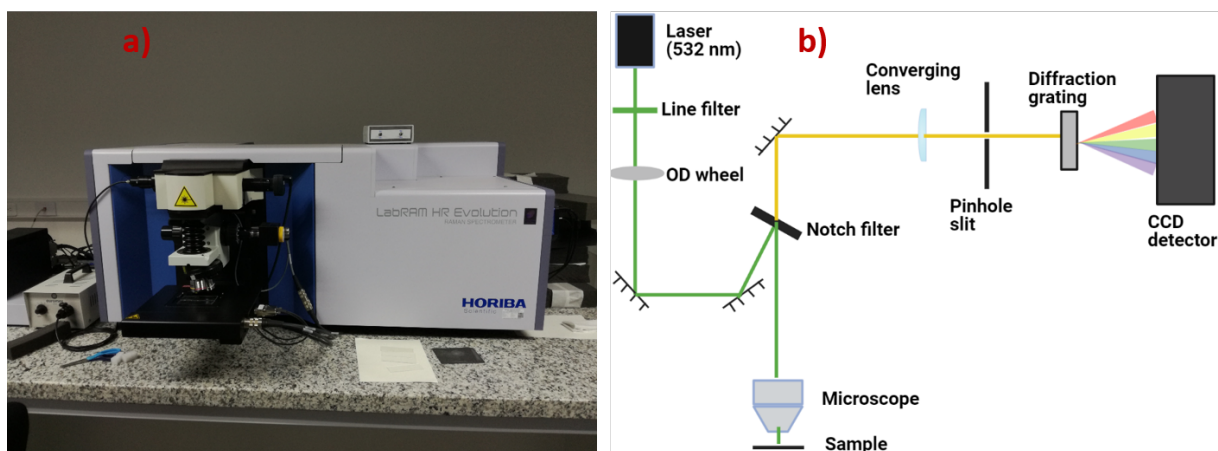 a)
LabRAM HR Evolution
RAMAN SPECTROMETER
HORIBA
Scientific
b)
Laser
(532 nm)
Line filter
OD wheel
Notch filter
Converging
lens
Pinhole
slit
Diffraction
grating
CCD
detector
Microscope
Sample